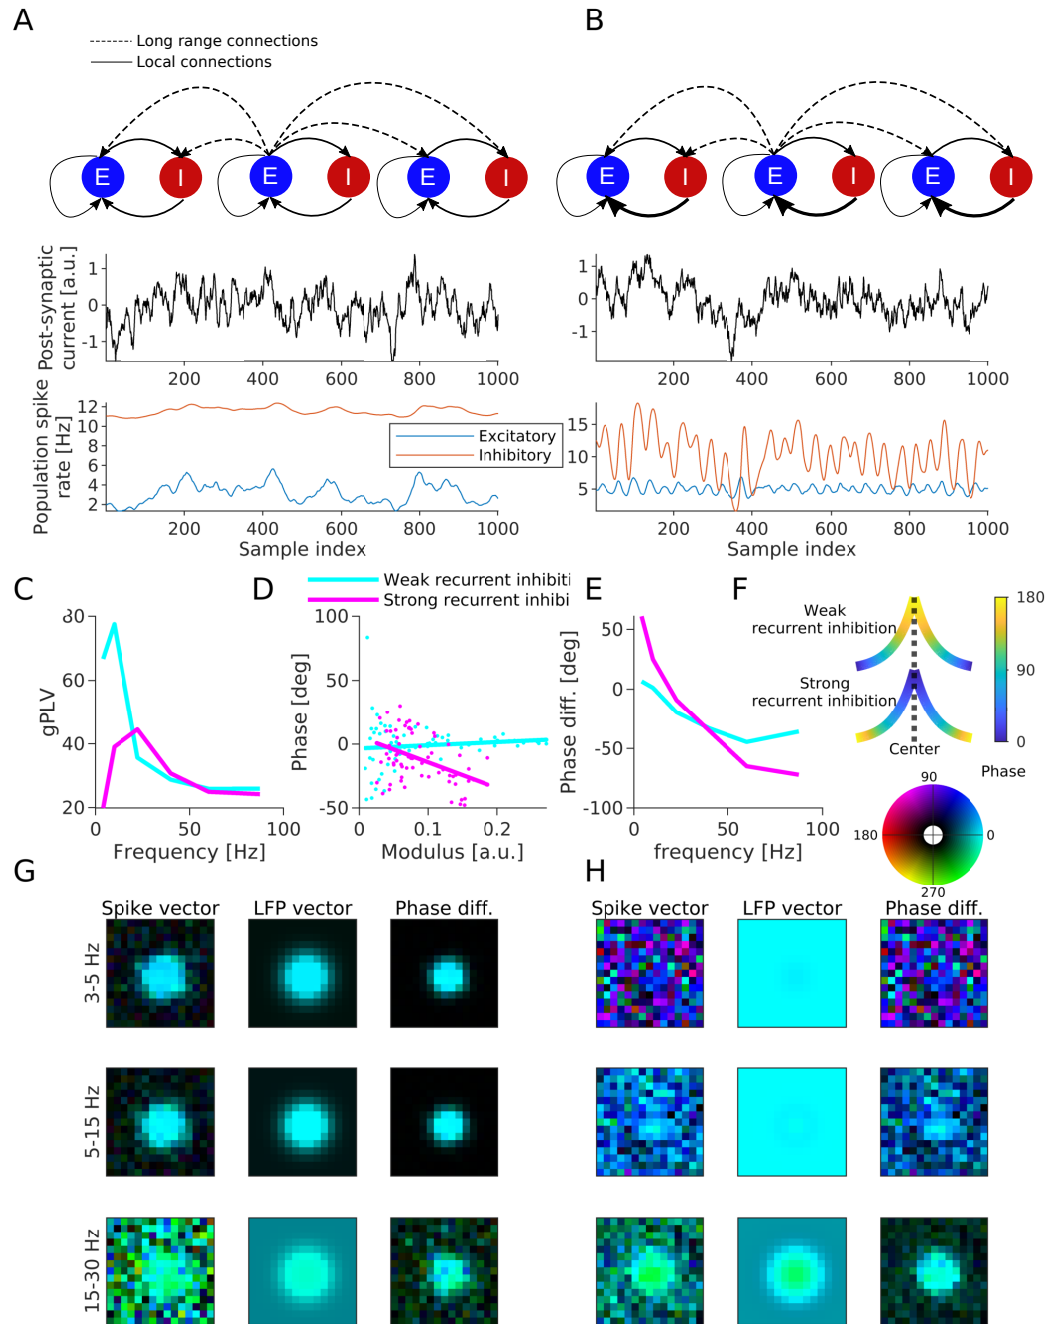 A
B
Long range connections
Local connections
E I E I E I
E I E I E I
Post-synaptic
current [a.u.]
1
0
-1
200 400 600 800 1000
1
0
-1
200 400 600 800 1000
Population spike
rate [Hz]
12
10
8
6
4
2
Excitatory
Inhibitory
200 400 600 800 1000
Sample index
15
10
5
200 400 600 800 1000
Sample index
C
D
E
F
Weak recurrent inhibiti
Strong recurrent inhibi
gPLV
80
60
40
20
0 100
Frequency [Hz]
Phase [deg]
100
50
0
-50
0 0.1 0.2
Modulus [a.u.]
Phase diff. [deg]
50
0
-50
-100
0 50 100
frequency [Hz]
Weak
recurrent inhibition
Strong
recurrent inhibition
Center
180
90
0
Phase
90
180
0
270
G
H
Spike vector LFP vector Phase diff.
Spike vector LFP vector Phase diff.
3-5 Hz
5-15 Hz
15-30 Hz